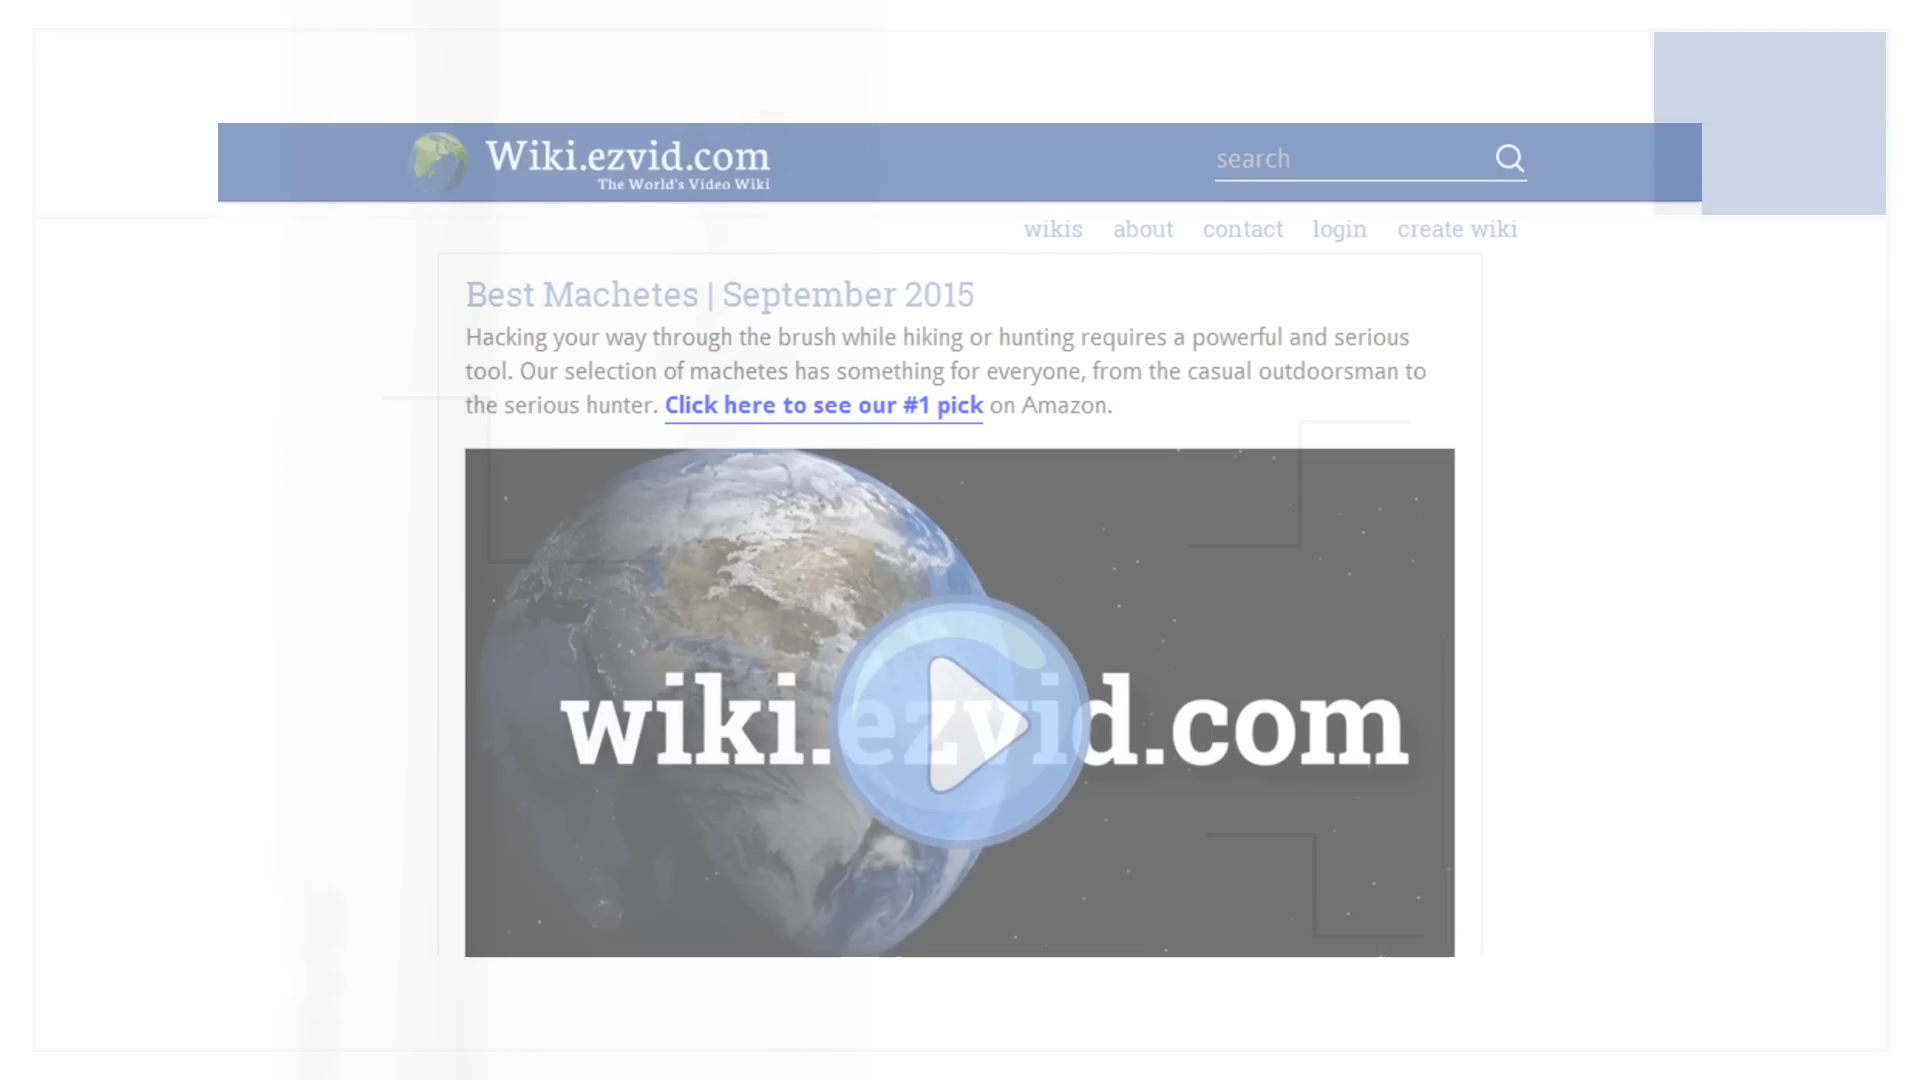 Wiki.ezvid.com
The World's Video Wiki
search
wikis about contact login create wiki
Best Machetes | September 2015
Hacking your way through the brush while hiking or hunting requires a powerful and serious
tool. Our selection of machetes has something for everyone, from the casual outdoorsman to
the serious hunter. Click here to see our #1 pick on Amazon.
wiki.ezvid.com